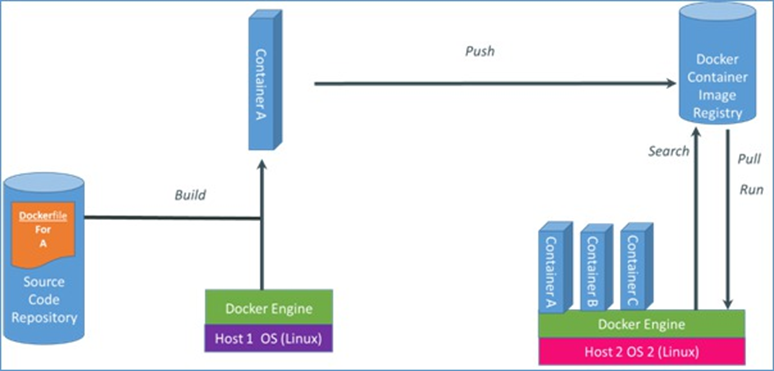 Container A
Push
Docker
Container
Image
Registry
Search
Pull
Run
Build
Dockerfile
For
A
Source
Code
Repository
Docker Engine
Host 1 OS (Linux)
Container A
Container B
Container C
Docker Engine
Host 2 OS 2 (Linux)